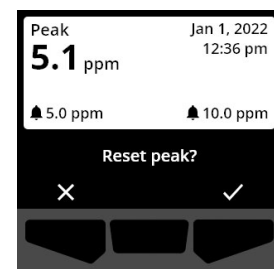 Peak
Jan 1, 2022
5.1 ppm
12:36 pm
5.0 ppm
10.0 ppm
Reset peak?